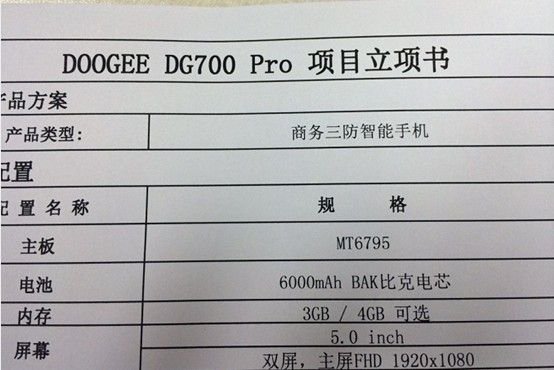 DOOGEE DG700 Pro 项目立项书
产品方案
产品类型: 商务三防智能手机
配置
配 置 名 称 规 格
主板 MT6795
电池 6000mAh BAK比克电芯
内存 3GB / 4GB 可选
屏幕 5.0 inch
双屏，主屏FHD 1920x1080